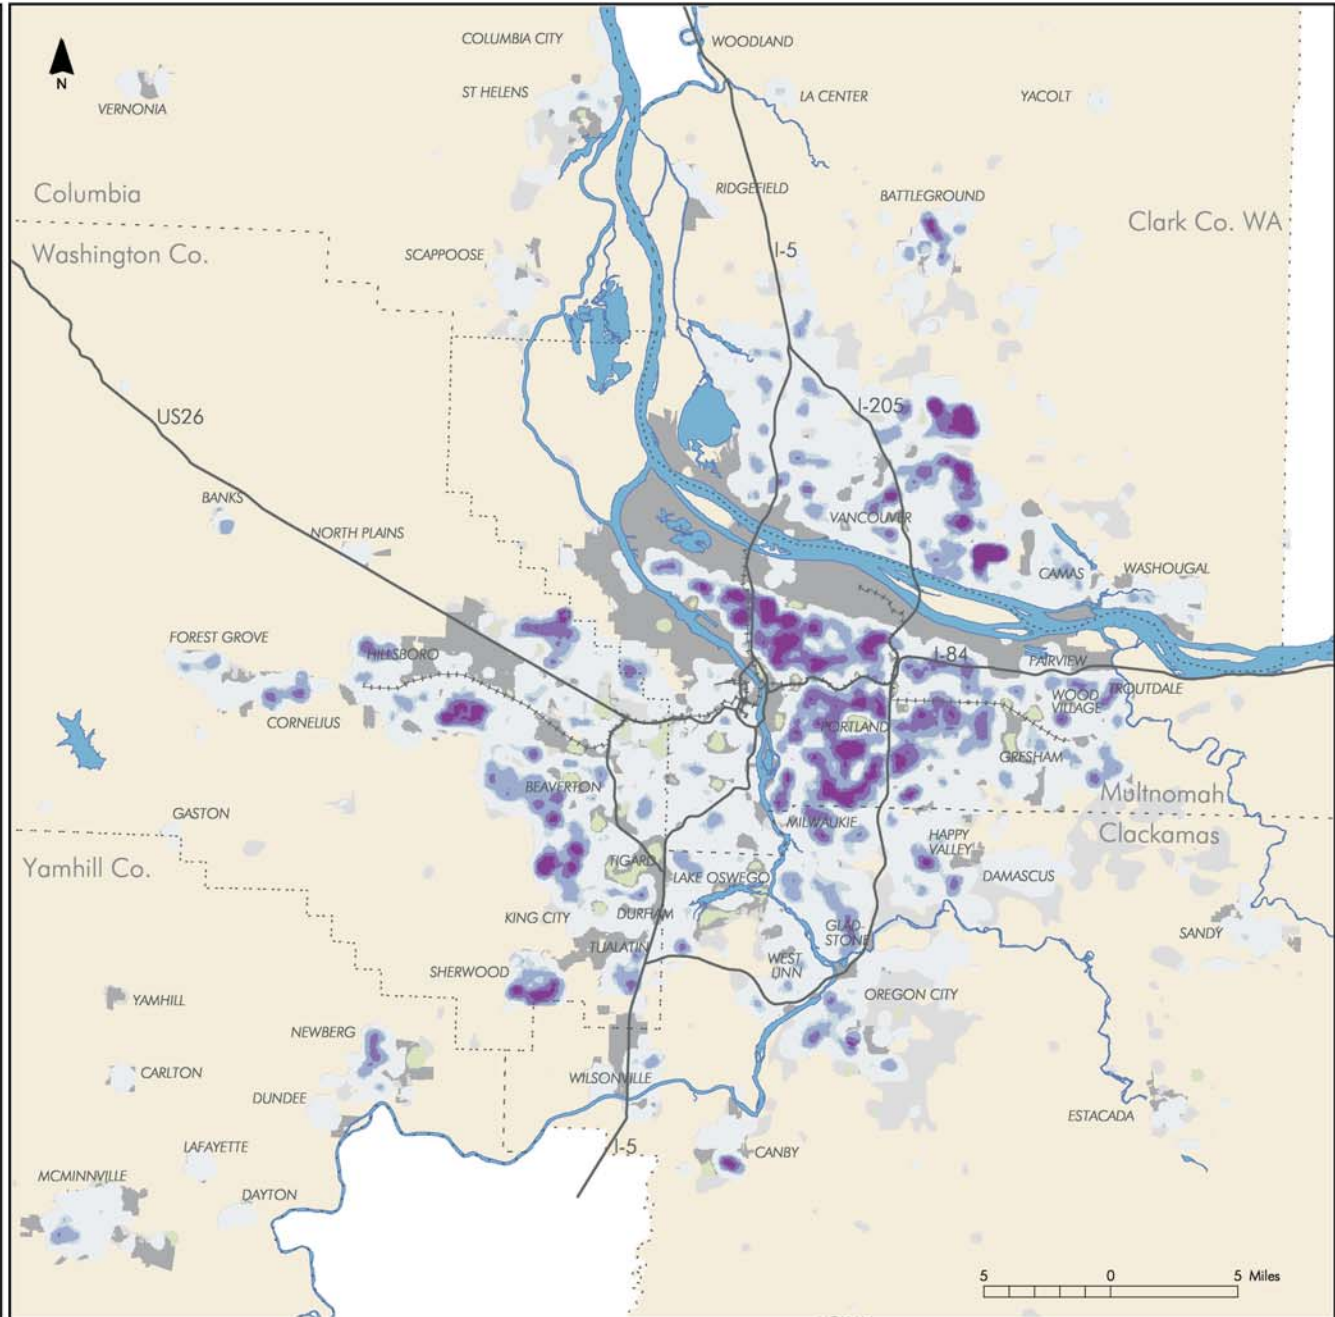 COLUMBIA CITY
WOODLAND
N
VERNONIA
ST HELENS
LA CENTER
YACOLT
Columbia
RIDGEFIELD
BATTLEGROUND
Clark Co. WA
Washington Co.
SCAPPOOSE
I-5
US26
I-205
BANKS
NORTH PLAINS
VANCOUVER
CAMAS
WASHOUGAL
FOREST GROVE
HILLSBORO
I-84
FAIRVIEW
TROUTDALE
WOOD
VILLAGE
CORNELIUS
PORTLAND
GRESHAM
BEAVERTON
Multnomah
GASTON
MILWAUKIE
HAPPY
VALLEY
Clackamas
Yamhill Co.
TIGARD
LAKE OSWEGO
DAMASCUS
KING CITY
DURHAM
GLAD-
STONE
SANDY
TUALATIN
WEST
LINN
SHERWOOD
OREGON CITY
YAMHILL
NEWBERG
CARLTON
WILSONVILLE
DUNDEE
ESTACADA
LAFAYETTE
I-5
CANBY
MCMINNVILLE
DAYTON
5 0 5 Miles